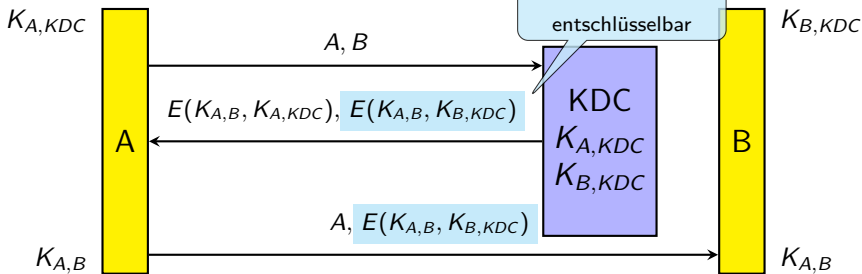 K_{A,KDC}
entschlüsselbar
K_{B,KDC}
A, B
E(K_{A,B}, K_{A,KDC}), E(K_{A,B}, K_{B,KDC})
KDC
K_{A,KDC}
K_{B,KDC}
A
B
A, E(K_{A,B}, K_{B,KDC})
K_{A,B}
K_{A,B}